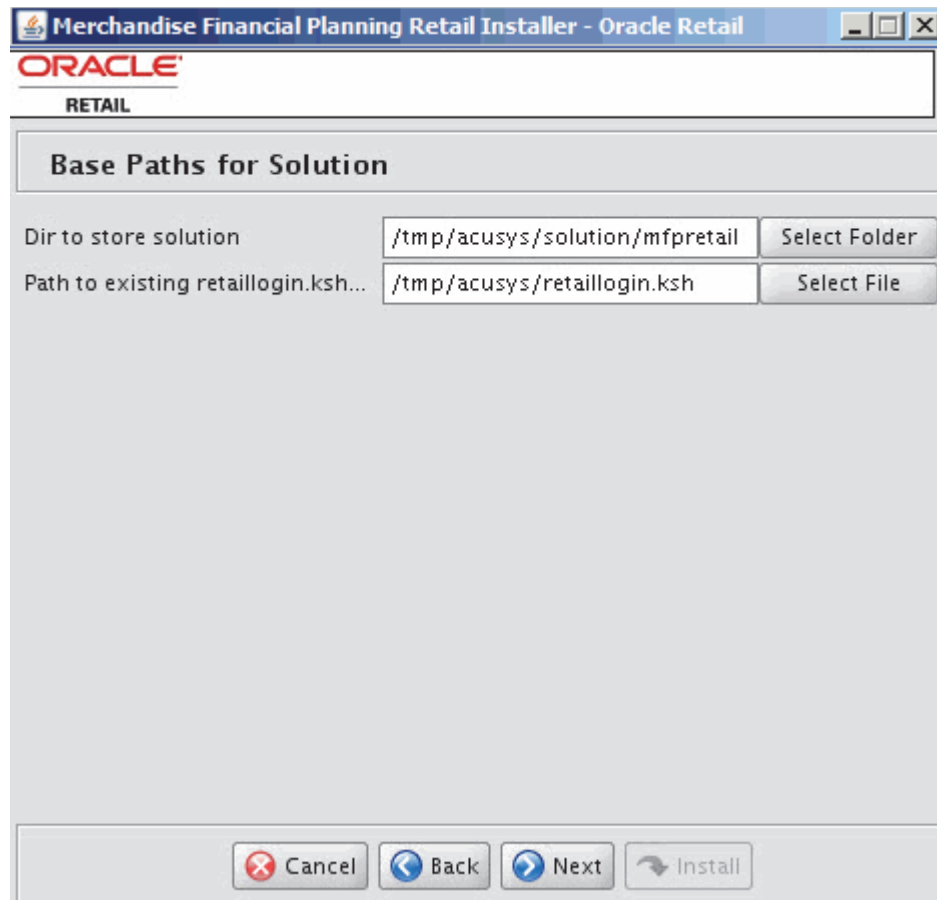 Merchandise Financial Planning Retail Installer - Oracle Retail
ORACLE'
RETAIL
Base Paths for Solution
Dir to store solution /tmp/acusys/solution/mfpretail Select Folder
Path to existing retaillogin.ksh... /tmp/acusys/retaillogin.ksh Select File
Cancel Back Next Install